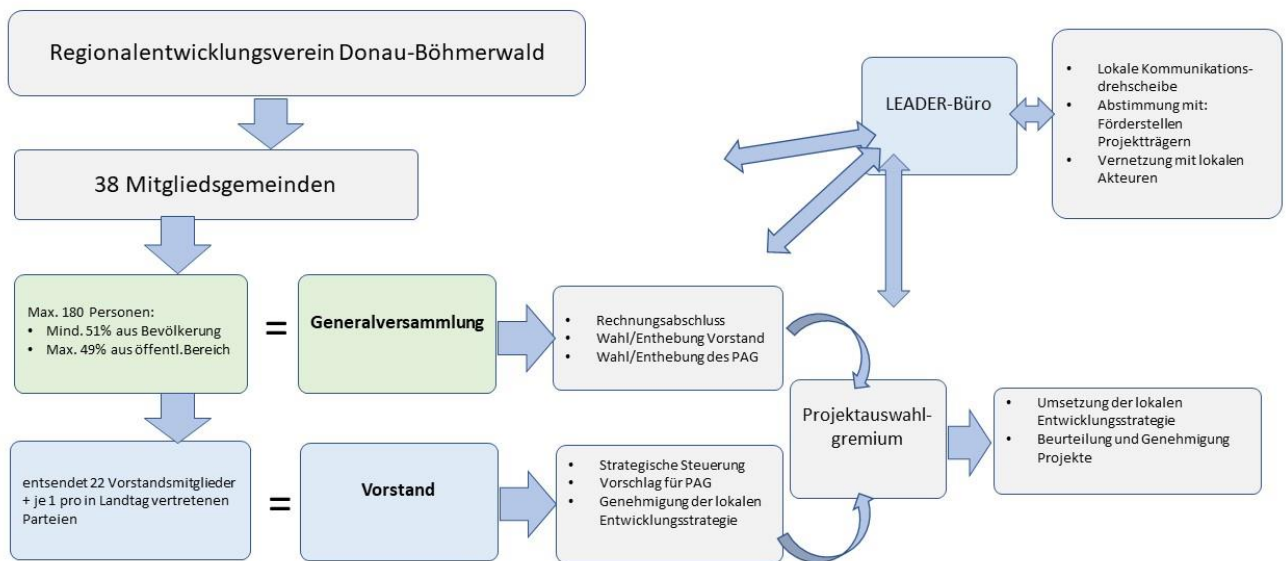 Regionalentwicklungsverein Donau-Böhmerwald
38 Mitgliedsgemeinden
LEADER-Büro
• Lokale Kommunikations-
drehscheibe
• Abstimmung mit:
Förderstellen
Projektträgern
• Vernetzung mit lokalen
Akteuren
Max. 180 Personen:
• Mind. 51% aus Bevölkerung
• Max. 49% aus öffentl.Bereich
=
Generalversammlung
• Rechnungsabschluss
• Wahl/Enthebung Vorstand
• Wahl/Enthebung des PAG
Projektauswahl-
gremium
• Umsetzung der lokalen
Entwicklungsstrategie
• Beurteilung und Genehmigung
Projekte
entsendet 22 Vorstandsmitglieder
+ je 1 pro in Landtag vertretenen
Parteien
=
Vorstand
• Strategische Steuerung
• Vorschlag für PAG
• Genehmigung der lokalen
Entwicklungsstrategie